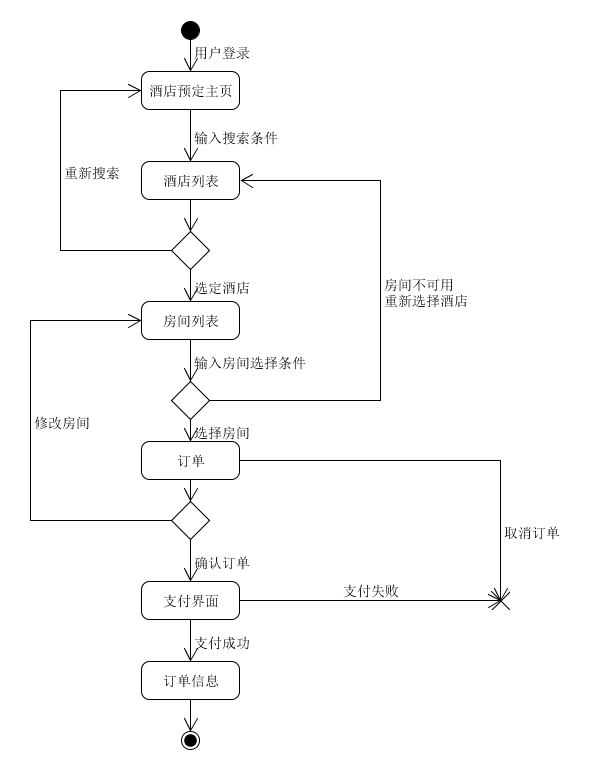 用户登录
酒店预定主页
输入搜索条件
重新搜索
酒店列表
选定酒店
房间不可用
重新选择酒店
房间列表
输入房间选择条件
修改房间
选择房间
订单
取消订单
确认订单
支付界面
支付失败
支付成功
订单信息